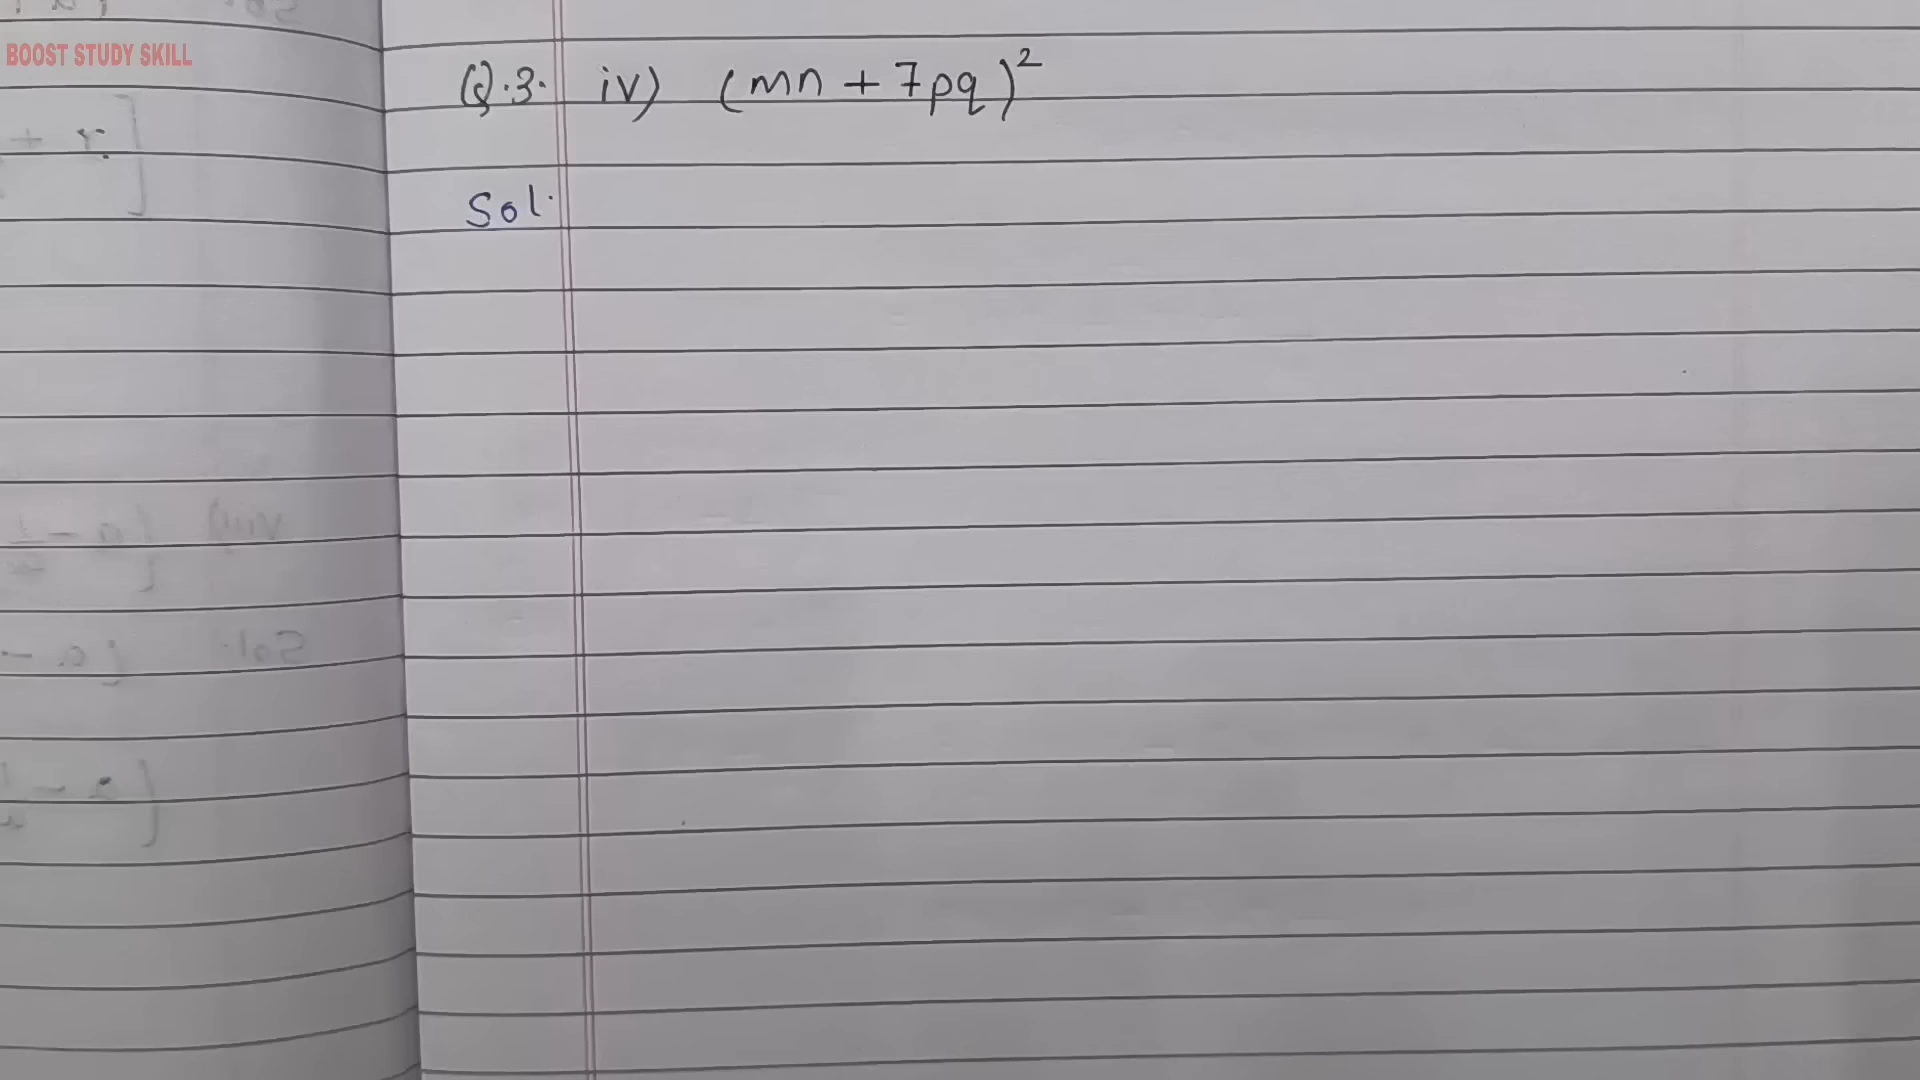 BOOST STUDY SKILL
Q.3. iv) (mn + 7pq)²
Sol.